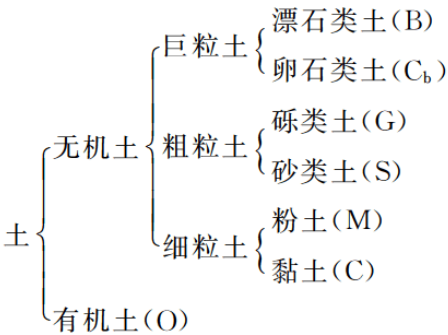 漂石类土(B)
巨粒土
卵石类土(Cb)
无机土
砾类土(G)
粗粒土
砂类土(S)
土
粉土(M)
细粒土
黏土(C)
有机土(O)